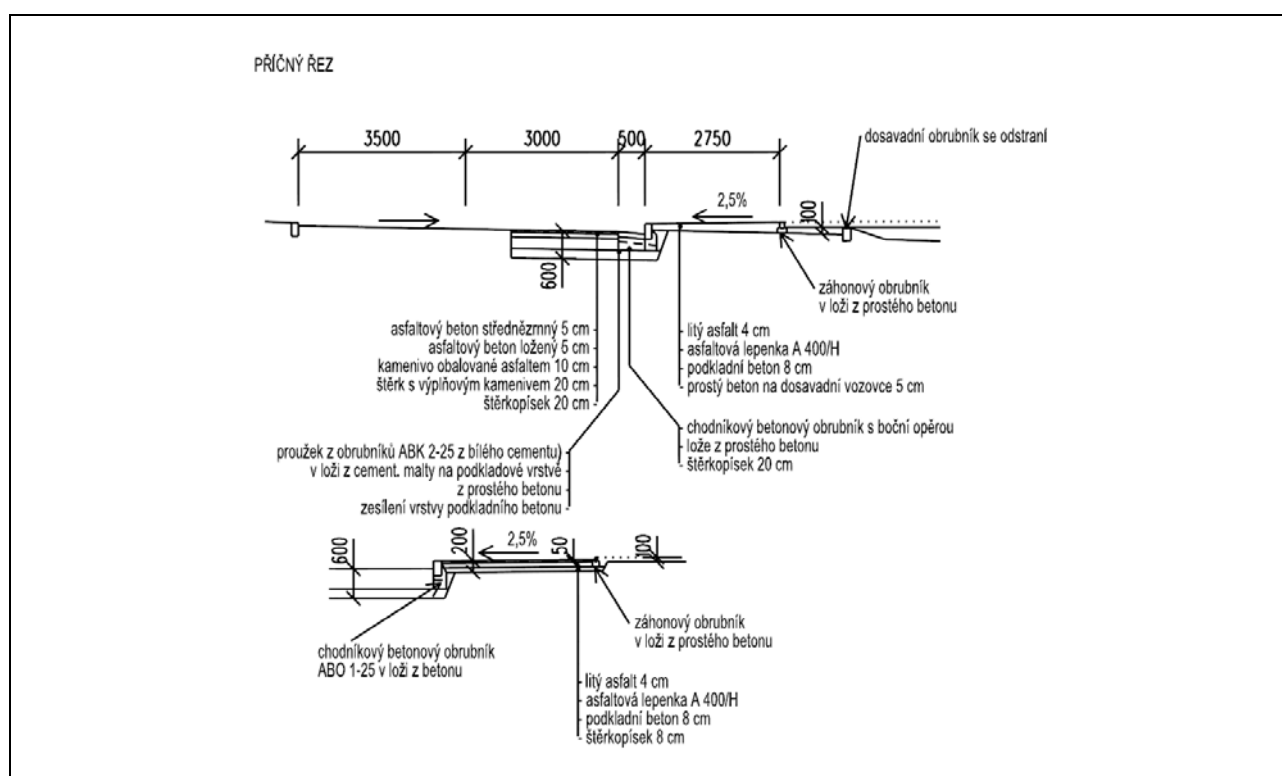 PŘÍČNÝ ŘEZ
3500
3000
500
2750
dosavadní obrubník se odstraní
2,5%
600
záhonový obrubník
v loži z prostého betonu
asfaltový beton střednězrnný 5 cm
asfaltový beton ložený 5 cm
kamenivo obalované asfaltem 10 cm
štěrk s výplňovým kamenivem 20 cm
štěrkopísek 20 cm
litý asfalt 4 cm
asfaltová lepenka A 400/H
podkladní beton 8 cm
prostý beton na dosavadní vozovce 5 cm
chodníkový betonový obrubník s boční opěrou
lože z prostého betonu
štěrkopísek 20 cm
proužek z obrubníků ABK 2-25 z bílého cementu)
v loži z cement. malty na podkladové vrstvě
z prostého betonu
zesílení vrstvy podkladního betonu
600
200
2,5%
50
záhonový obrubník
v loži z prostého betonu
chodníkový betonový obrubník
ABO 1-25 v loži z betonu
litý asfalt 4 cm
asfaltová lepenka A 400/H
podkladní beton 8 cm
štěrkopísek 8 cm